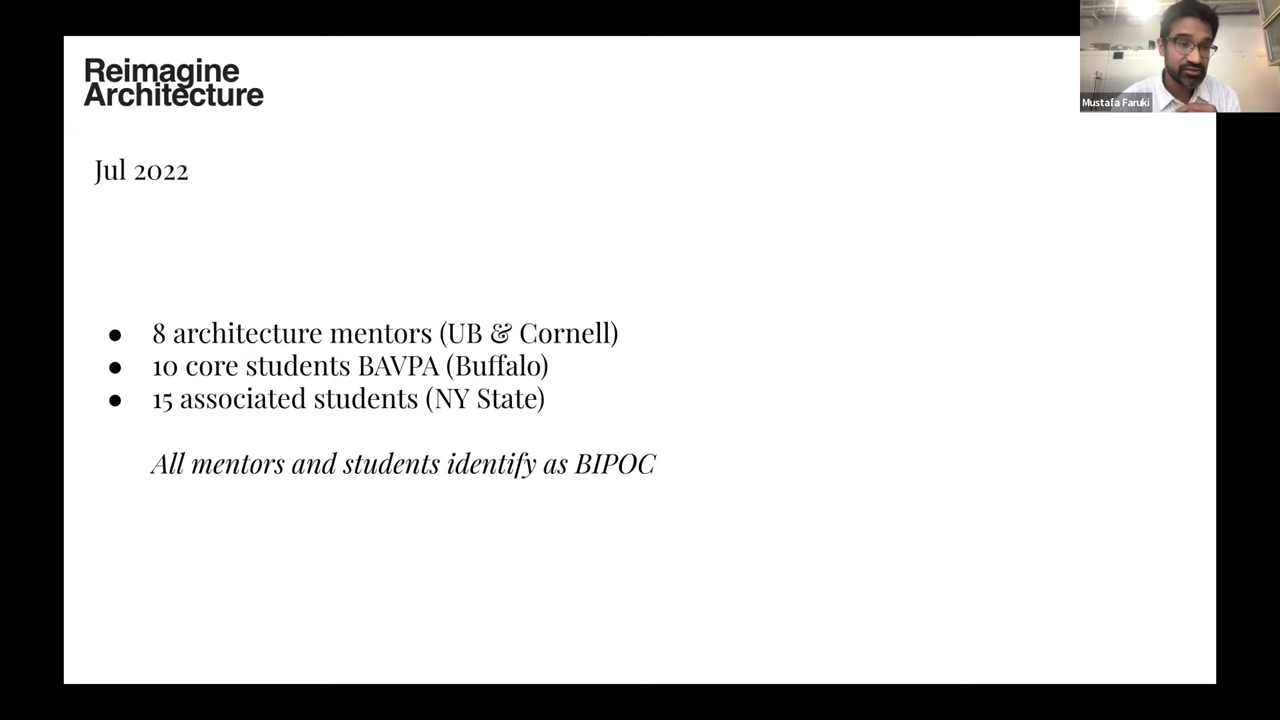 Reimagine
Architecture
Mustafa Faruki
Jul 2022
● 8 architecture mentors (UB & Cornell)
● 10 core students BAVPA (Buffalo)
● 15 associated students (NY State)
All mentors and students identify as BIPOC